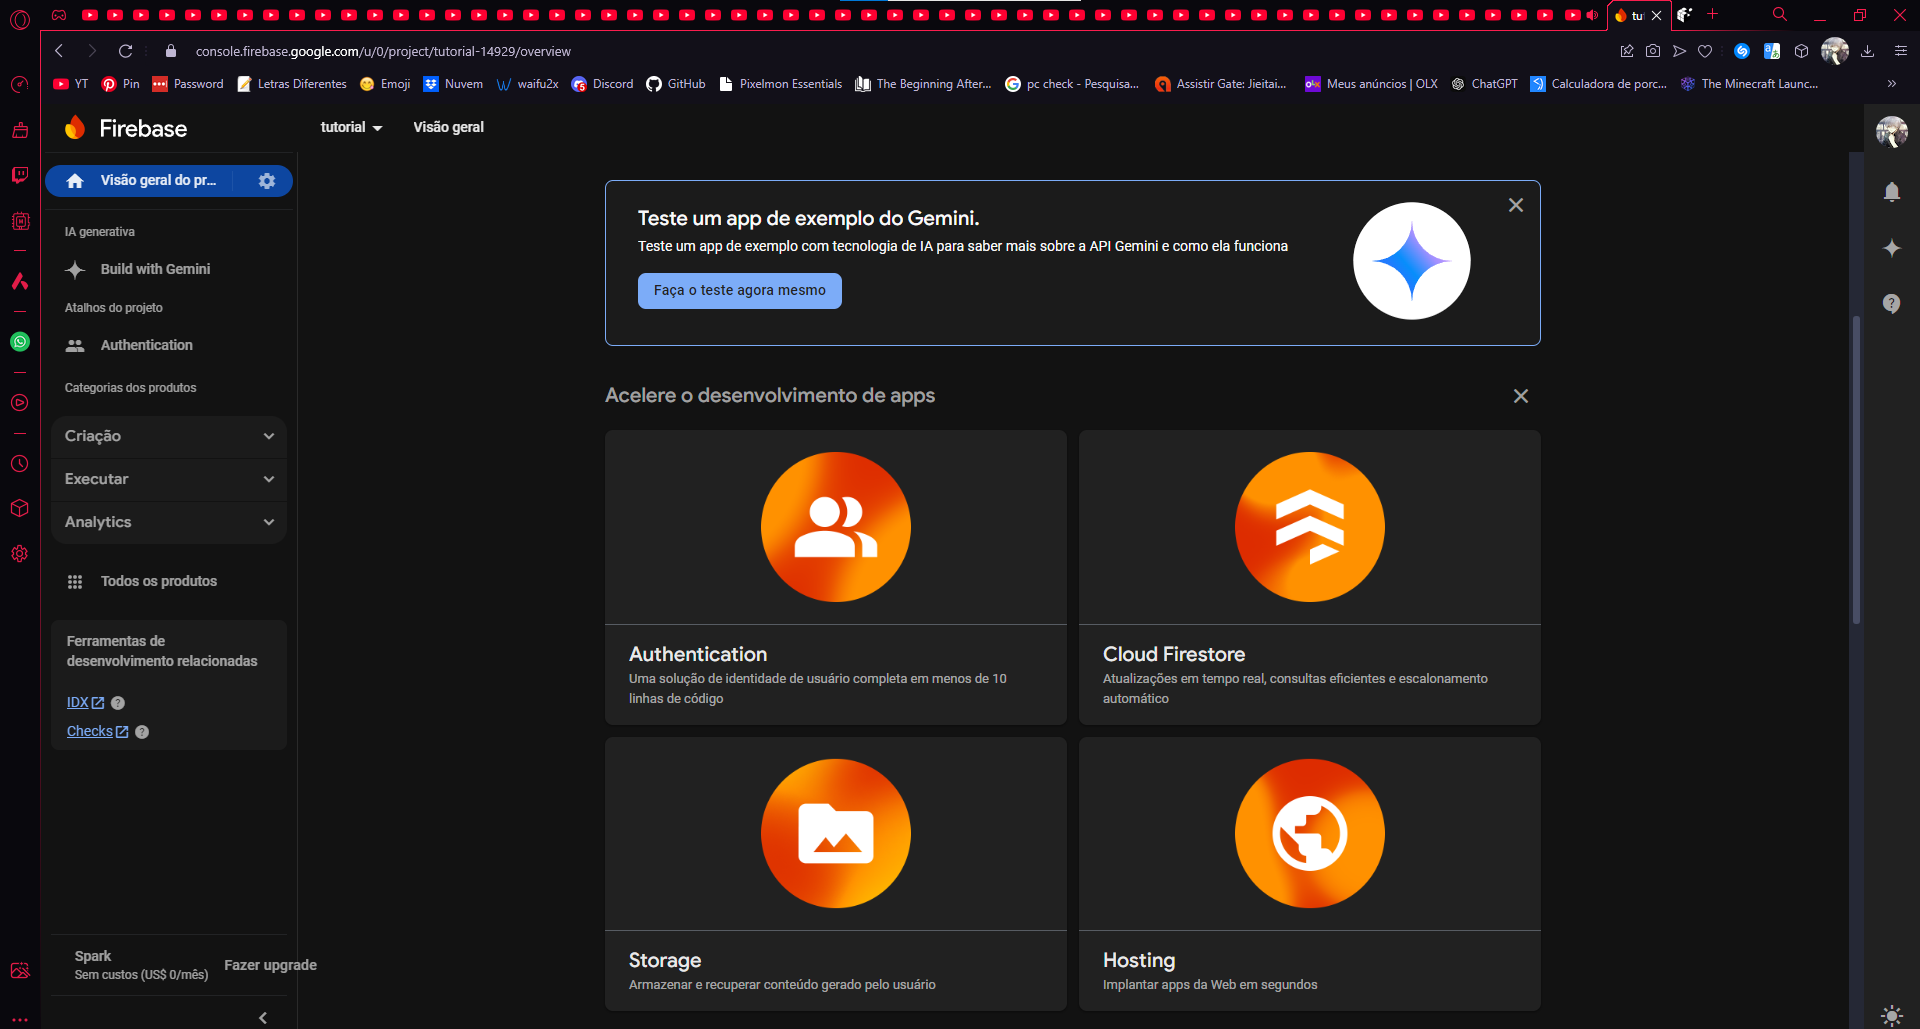 tu
console.firebase.google.com/u/0/project/tutorial-14929/overview
YT
Pin
Password
Letras Diferentes
Emoji
Nuvem
waifu2x
Discord
GitHub
Pixelmon Essentials
The Beginning After...
pc check - Pesquisa...
Assistir Gate: Jieitai...
Meus anúncios | OLX
ChatGPT
Calculadora de porc...
The Minecraft Launc...
Firebase
tutorial
Visão geral
Visão geral do pr...
IA generativa
Build with Gemini
Atalhos do projeto
Authentication
Categorias dos produtos
Criação
Executar
Analytics
Todos os produtos
Ferramentas de
desenvolvimento relacionadas
IDX
Checks
Spark
Sem custos (US$ 0/mês)
Fazer upgrade
Teste um app de exemplo do Gemini.
Teste um app de exemplo com tecnologia de IA para saber mais sobre a API Gemini e como ela funciona
Faça o teste agora mesmo
Acelere o desenvolvimento de apps
Authentication
Uma solução de identidade de usuário completa em menos de 10
linhas de código
Cloud Firestore
Atualizações em tempo real, consultas eficientes e escalonamento
automático
Storage
Armazenar e recuperar conteúdo gerado pelo usuário
Hosting
Implantar apps da Web em segundos